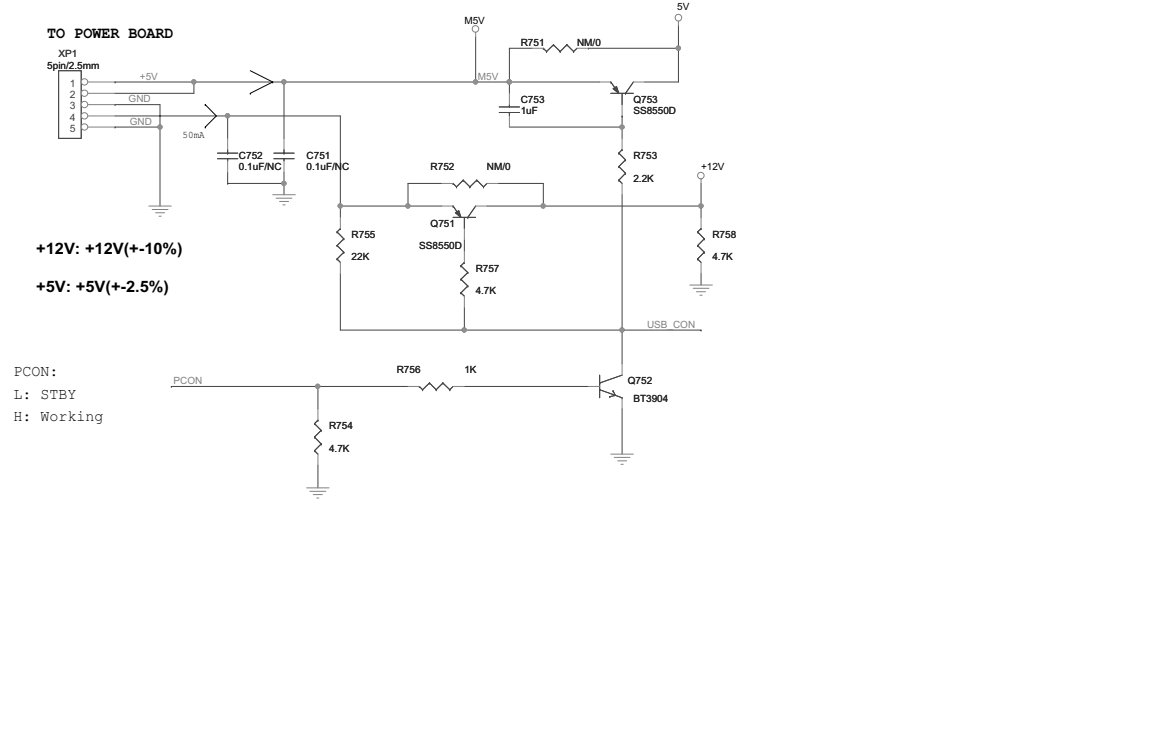 TO POWER BOARD
XP1
5pin/2.5mm
1
2
3
4
5
+5V
GND
GND
50mA
C752
0.1uF/NC
C751
0.1uF/NC
M5V
M5V
5V
R751 NM/0
C753
1uF
Q753
SS8550D
R753
2.2K
R752 NM/0
+12V
Q751
SS8550D
R755
22K
R757
4.7K
R758
4.7K
USB_CON
+12V: +12V(+-10%)
+5V: +5V(+-2.5%)
PCON:
L: STBY
H: Working
PCON
R756 1K
Q752
BT3904
R754
4.7K